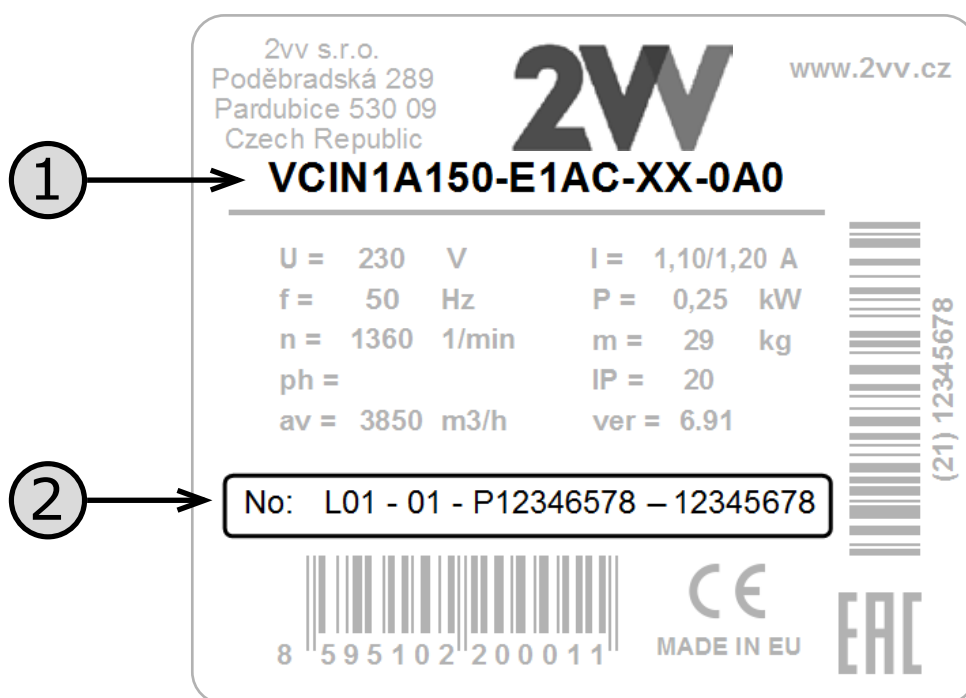 2vv s.r.o.
Poděbradská 289
Pardubice 530 09
Czech Republic
2VV
www.2vv.cz
1
VCIN1A150-E1AC-XX-0A0
U = 230 V I = 1,10/1,20 A
f = 50 Hz P = 0,25 kW
n = 1360 1/min m = 29 kg
ph = IP = 20
av = 3850 m3/h ver = 6.91
(21) 12345678
2
No: L01 - 01 - P12346578 – 12345678
8 595102 200011
CE
MADE IN EU
EAC